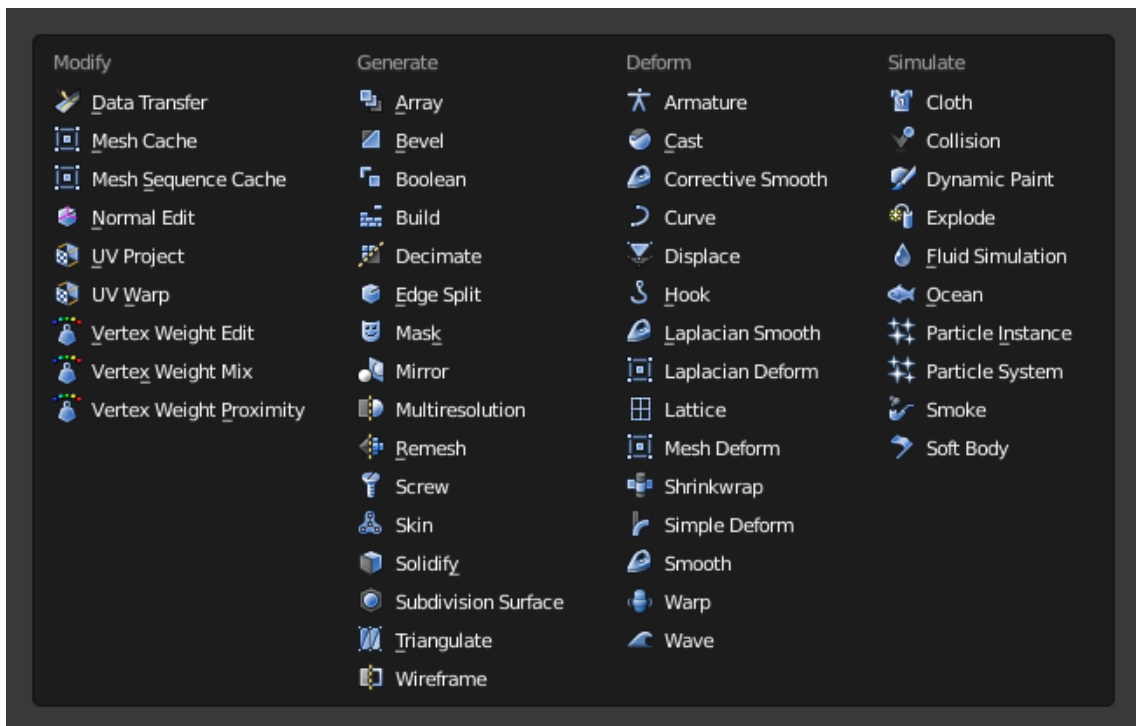 Modify
Data Transfer
Mesh Cache
Mesh Sequence Cache
Normal Edit
UV Project
UV Warp
Vertex Weight Edit
Vertex Weight Mix
Vertex Weight Proximity
Generate
Array
Bevel
Boolean
Build
Decimate
Edge Split
Mask
Mirror
Multiresolution
Remesh
Screw
Skin
Solidify
Subdivision Surface
Triangulate
Wireframe
Deform
Armature
Cast
Corrective Smooth
Curve
Displace
Hook
Laplacian Smooth
Laplacian Deform
Lattice
Mesh Deform
Shrinkwrap
Simple Deform
Smooth
Warp
Wave
Simulate
Cloth
Collision
Dynamic Paint
Explode
Fluid Simulation
Ocean
Particle Instance
Particle System
Smoke
Soft Body